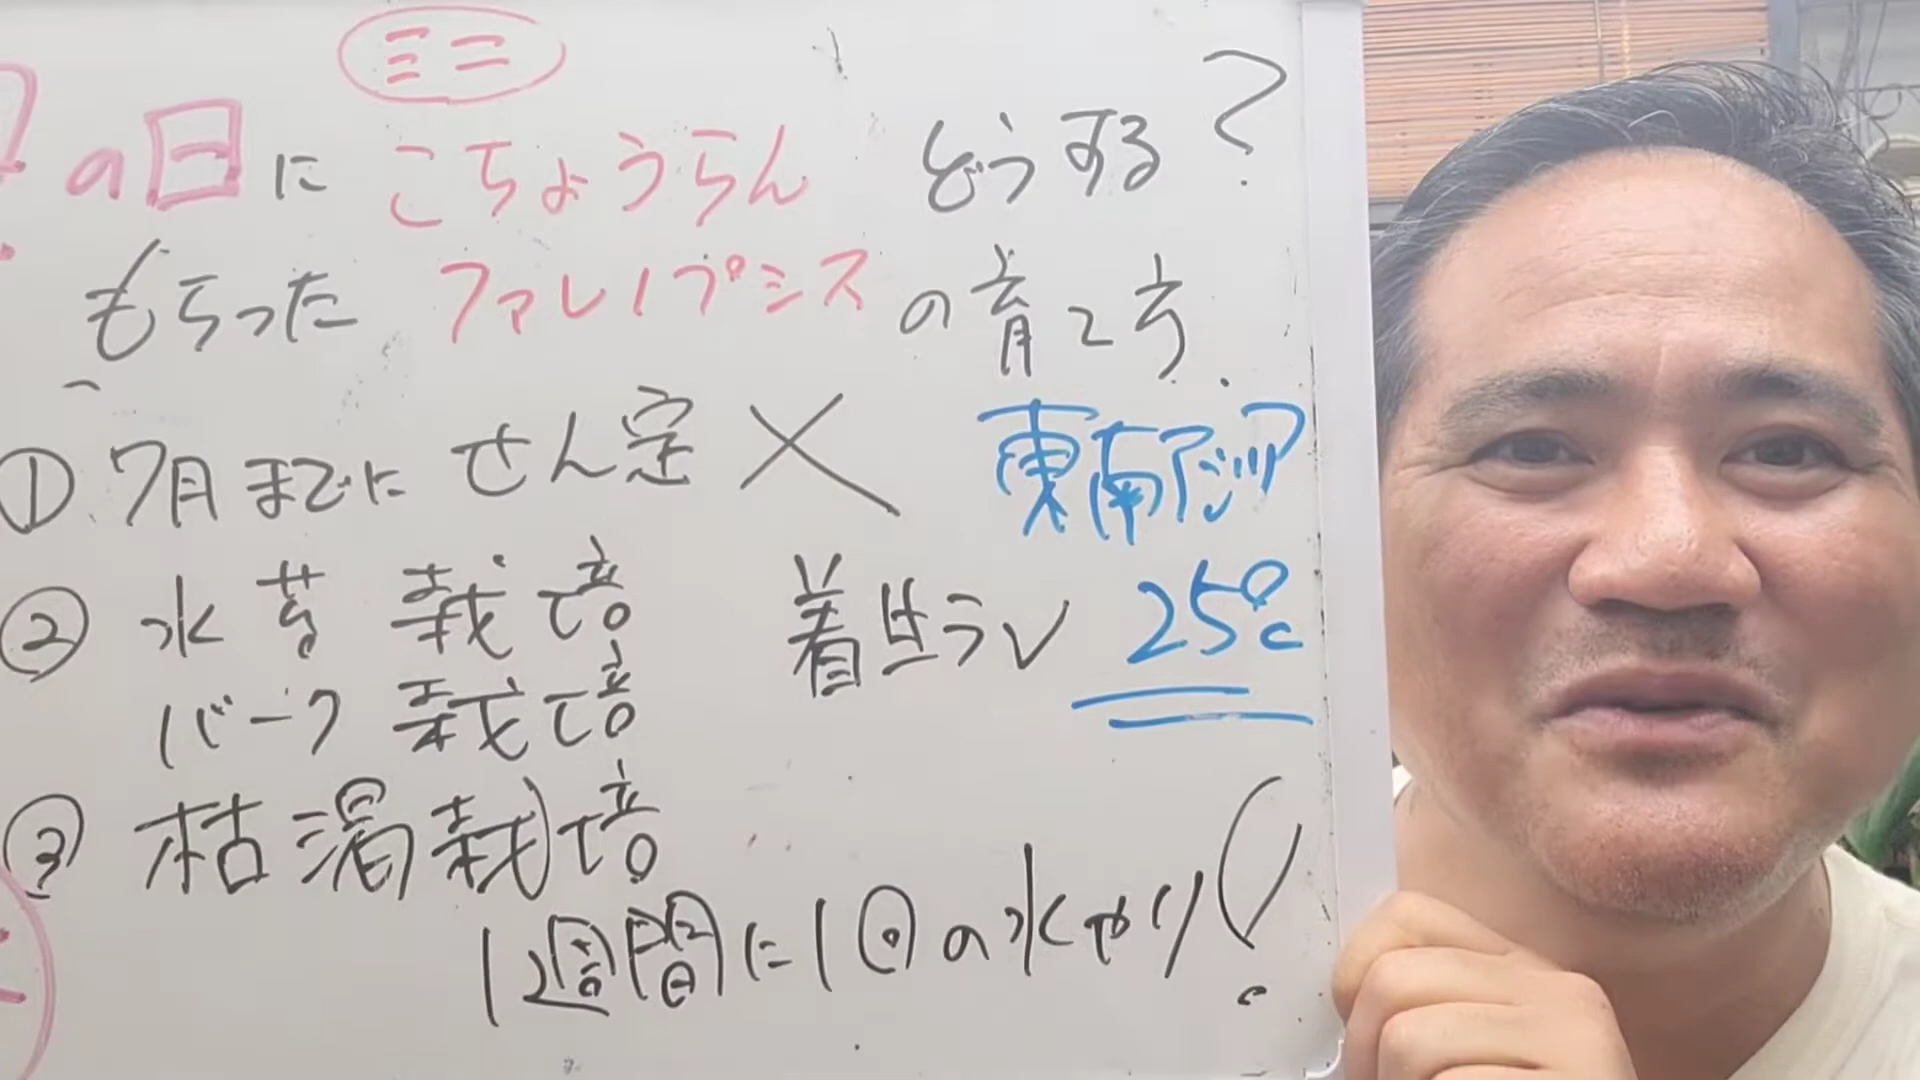 ミニ
の日に こちょうらん どうする?
もらった ファレノプシス の育て方
① 7月までに せん定 ×
東南アジア
② 水苔 栽培
着生ラン 25℃
バーク 栽培
③ 枯渇栽培
1週間に1回の水やり!